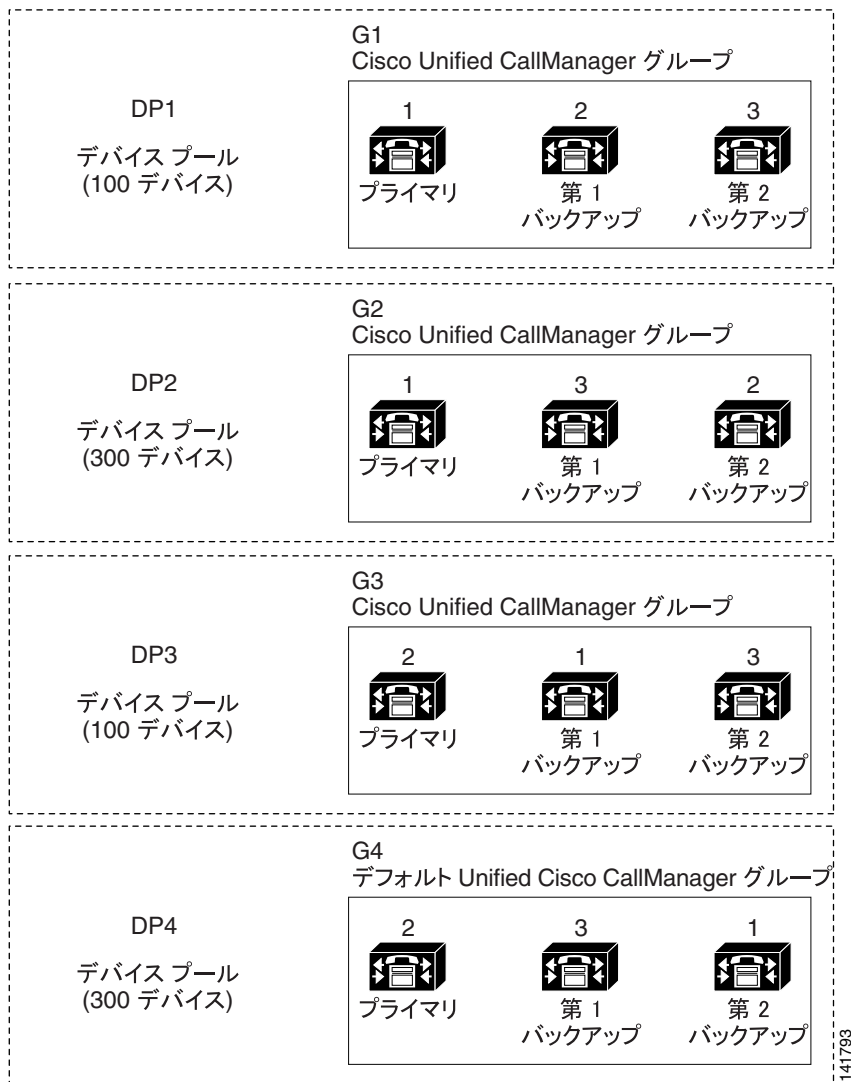 G1
Cisco Unified CallManager グループ
DP1
デバイス プール
(100 デバイス)
1 2 3
プライマリ 第 1 第 2
バックアップ バックアップ
G2
Cisco Unified CallManager グループ
DP2
デバイス プール
(300 デバイス)
1 3 2
プライマリ 第 1 第 2
バックアップ バックアップ
G3
Cisco Unified CallManager グループ
DP3
デバイス プール
(100 デバイス)
2 1 3
プライマリ 第 1 第 2
バックアップ バックアップ
G4
デフォルト Unified Cisco CallManager グループ
DP4
デバイス プール
(300 デバイス)
2 3 1
プライマリ 第 1 第 2
バックアップ バックアップ
141793